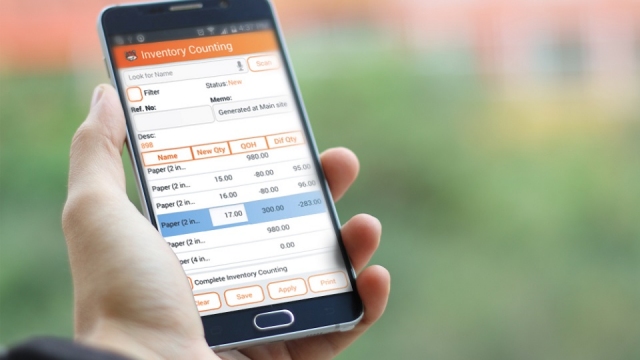 Inventory Counting
Look for Name
Scan
Filter
Status: New
Ref. No:
Memo:
Generated at Main site
Desc:
898
Name New Qty QOH Dif Qty
Paper (2 in... 980.00
Paper (2 in... 15.00 -80.00 95.00
Paper (2 in... 16.00 -80.00 96.00
Paper (2 in... 17.00 300.00 -283.00
Paper (2 in... 980.00
Paper (4 in... 0.00
Complete Inventory Counting
Clear Save Apply Print